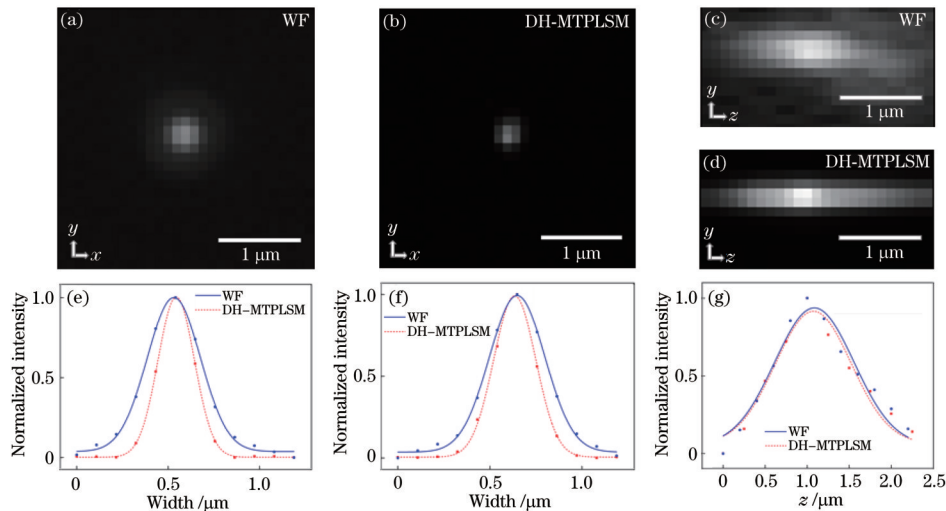 (a)
WF
y
x
1 μm
(b)
DH-MTPLSM
y
x
1 μm
(c)
WF
y
z
1 μm
(d)
DH-MTPLSM
y
z
1 μm
(e)
Normalized intensity
1.0
0.5
0
WF
DH-MTPLSM
0
0.5
1.0
Width /μm
(f)
Normalized intensity
1.0
0.5
0
WF
DH-MTPLSM
0
0.5
1.0
Width /μm
(g)
Normalized intensity
1.0
0.5
0
WF
DH-MTPLSM
0
0.5
1.0
1.5
2.0
2.5
z /μm